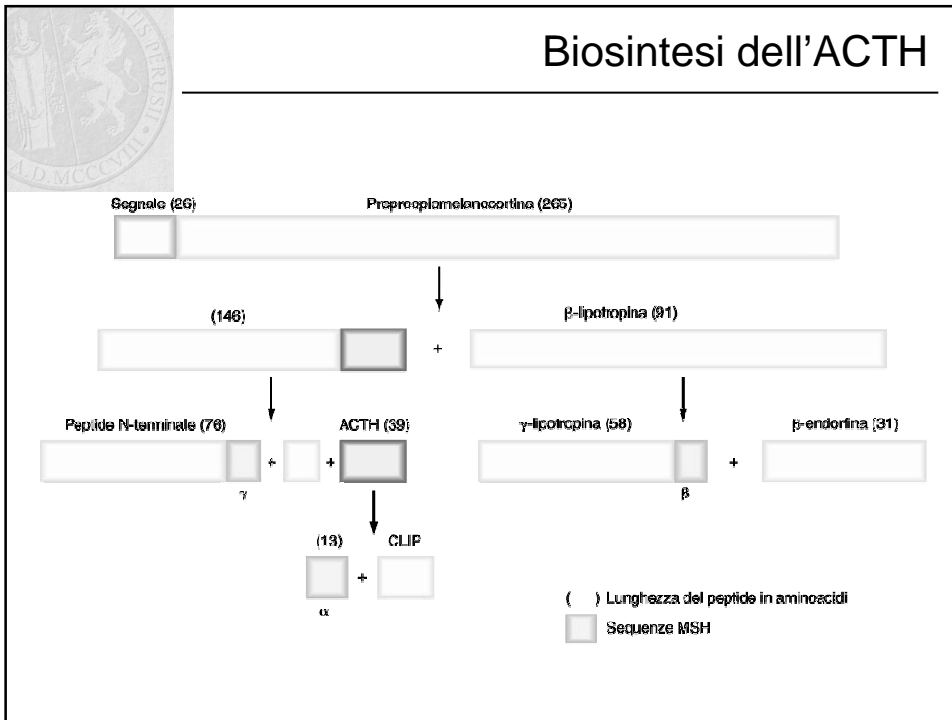 Biosintesi dell'ACTH
A.D. MCCCVIII
Segnale (26) Preproopiomelanocortina (265)
(146) β-lipotropina (91)
+
Peptide N-terminale (76) ACTH (39) γ-lipotropina (58) β-endorfina (31)
+ + +
γ β
(13) CLIP
+
α
( ) Lunghezza del peptide in aminoacidi
Sequenze MSH